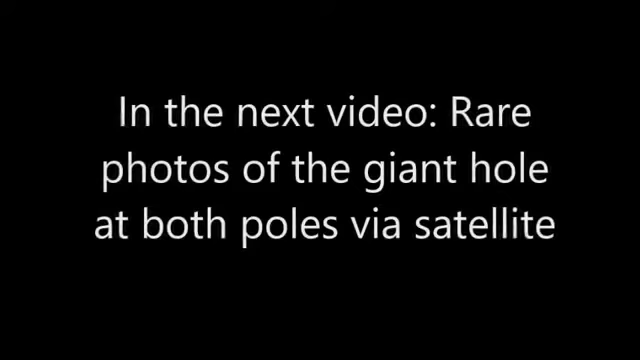 In the next video: Rare
photos of the giant hole
at both poles via satellite